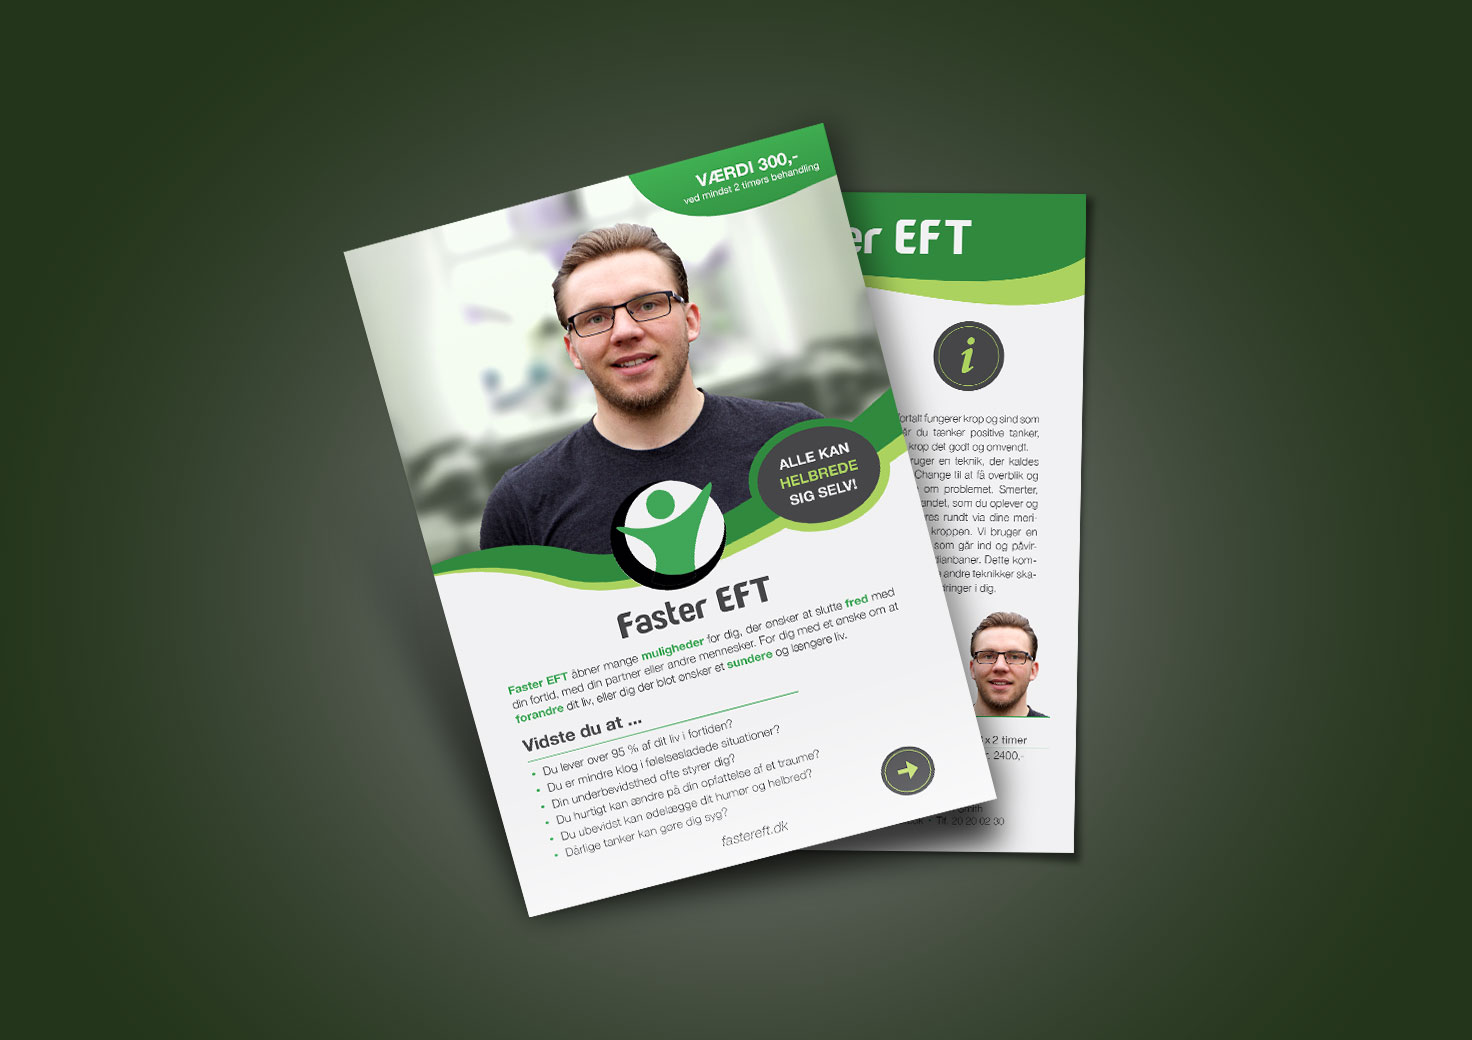 VÆRDI 300,-
ved mindst 2 timers behandling
ALLE KAN
HELBREDE
SIG SELV!
Faster EFT
Faster EFT åbner mange muligheder for dig, der ønsker at slutte fred med
din fortid, med din partner eller andre mennesker. For dig med et ønske om at
forandre dit liv, eller dig der blot ønsker et sundere og længere liv.
Vidste du at ...
• Du lever over 95 % af dit liv i fortiden?
• Du er mindre klog i følelsesladede situationer?
• Din underbevidsthed ofte styrer dig?
• Du hurtigt kan ændre på din opfattelse af et traume?
• Du ubevidst kan ødelægge dit humør og helbred?
• Dårlige tanker kan gøre dig syg?
fastereft.dk
er EFT
i
fortalt fungerer krop og sind som
du tænker positive tanker,
krop det godt og omvendt.
ruger en teknik, der kaldes
Change til at få overblik og
om problemet. Smerter,
andet, som du oplever og
res rundt via dine meri-
kroppen. Vi bruger en
som går ind og påvir-
dianbaner. Dette kom-
andre teknikker ska-
dringer i dig.
x 2 timer
2400,-
- Tlf. 20 20 02 30